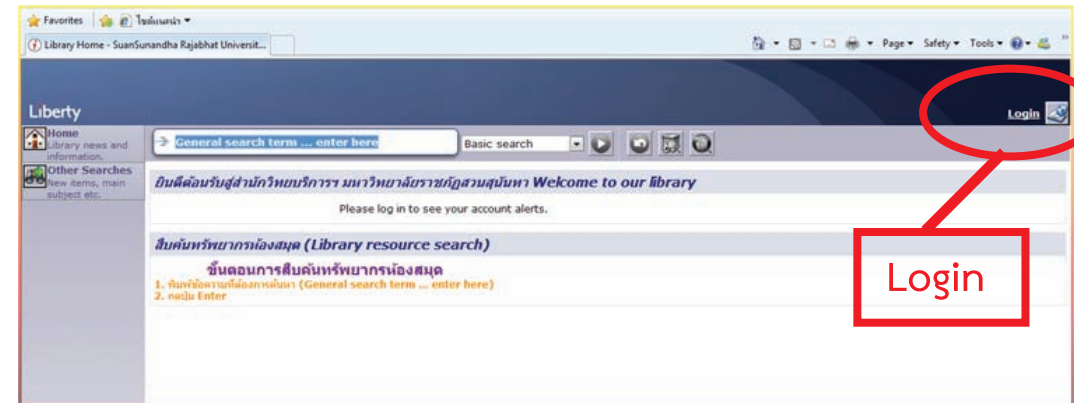 Favorites ไซต์แนะนำ
Library Home - SuanSunandha Rajabhat Universit...
Page Safety Tools
Liberty
Login
Home
Library news and
information.
General search term ... enter here
Basic search
Other Searches
New items, main
subject etc.
ยินดีต้อนรับสู่สำนักวิทยบริการฯ มหาวิทยาลัยราชภัฏสวนสุนันทา Welcome to our library
Please log in to see your account alerts.
สืบค้นทรัพยากรห้องสมุด (Library resource search)
ขั้นตอนการสืบค้นทรัพยากรห้องสมุด
1. พิมพ์ข้อความที่ต้องการค้นหา (General search term ... enter here)
2. กดปุ่ม Enter
Login